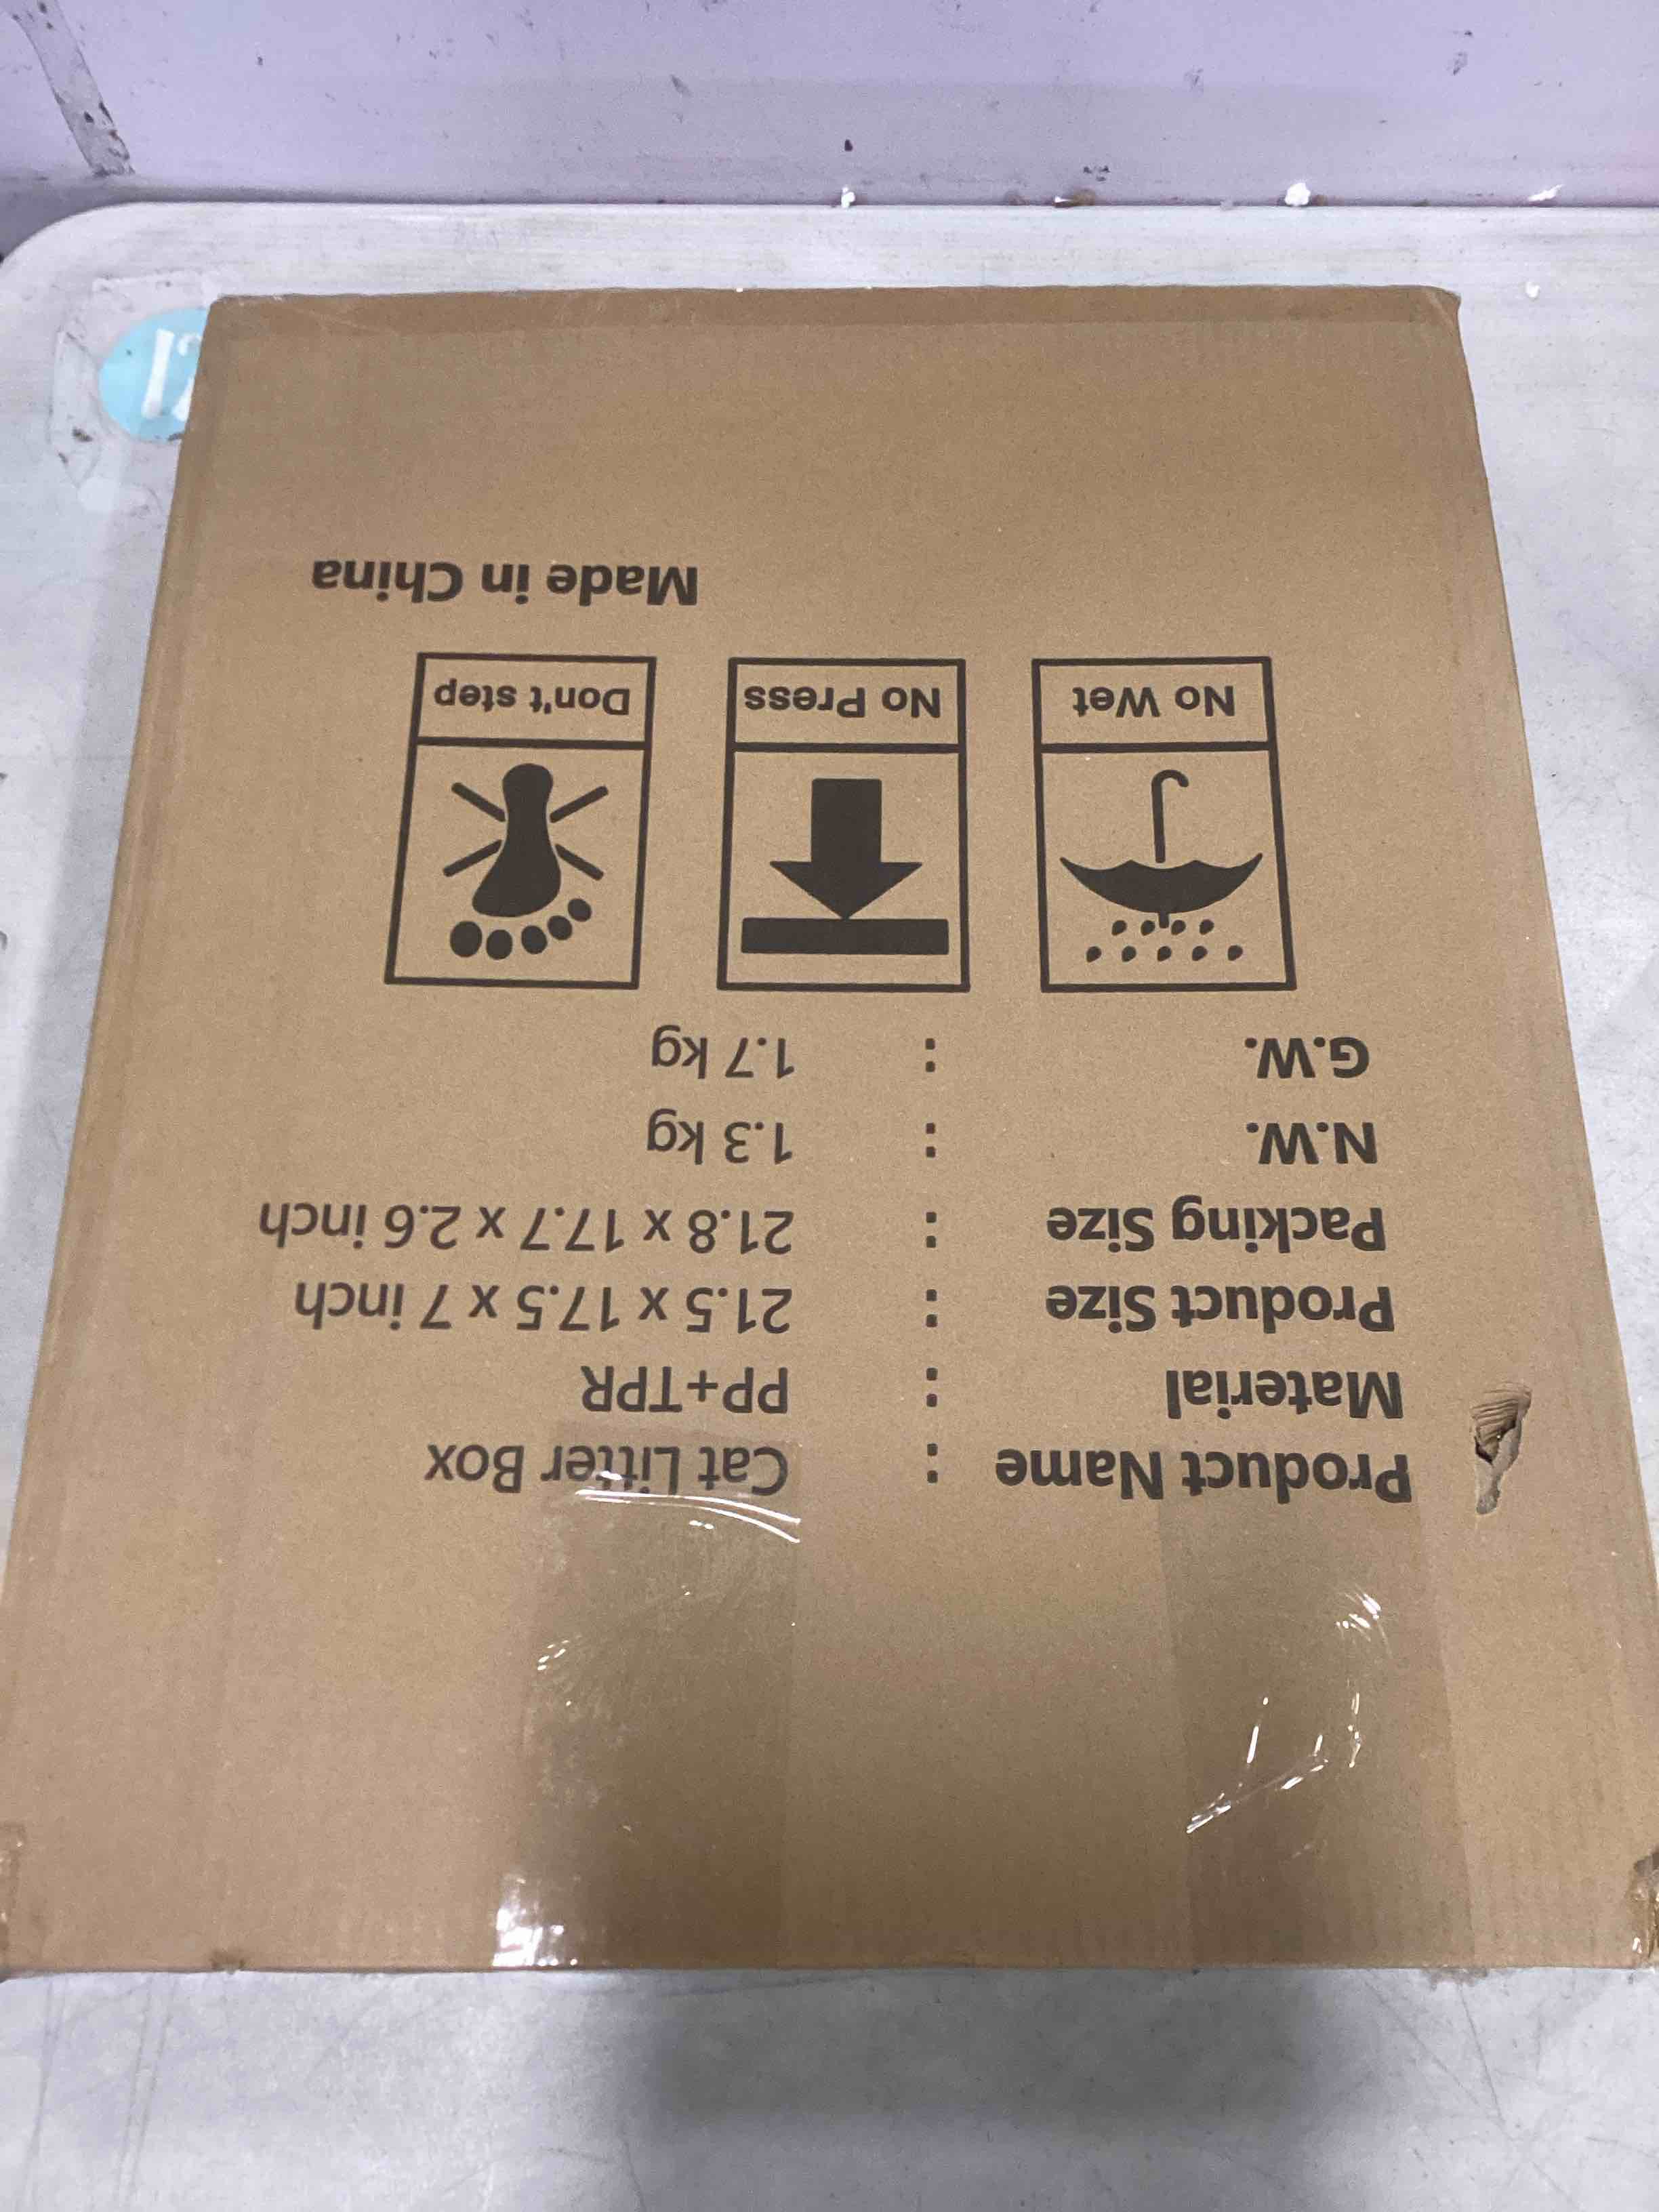 Product Name : Cat Litter Box
Material : PP+TPR
Product Size : 21.5 x 17.5 x 7 inch
Packing Size : 21.8 x 17.7 x 2.6 inch
N.W. : 1.3 kg
G.W. : 1.7 kg
No Wet
No Press
Don't step
Made in China